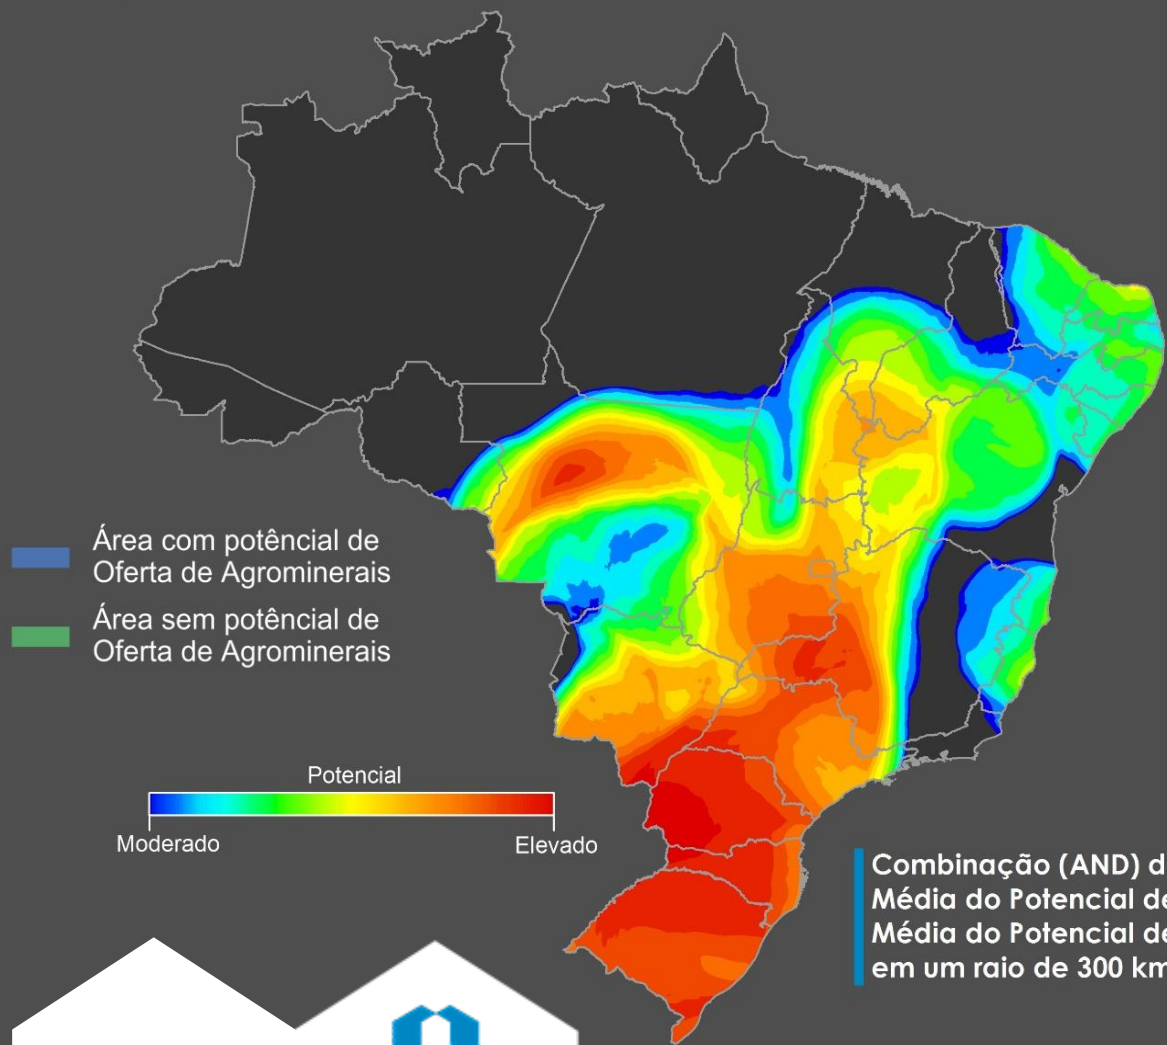 Área com potêncial de
Oferta de Agrominerais
Área sem potêncial de
Oferta de Agrominerais
Potencial
Moderado
Elevado
Combinação (AND) d
Média do Potencial de
Média do Potencial de
em um raio de 300 km